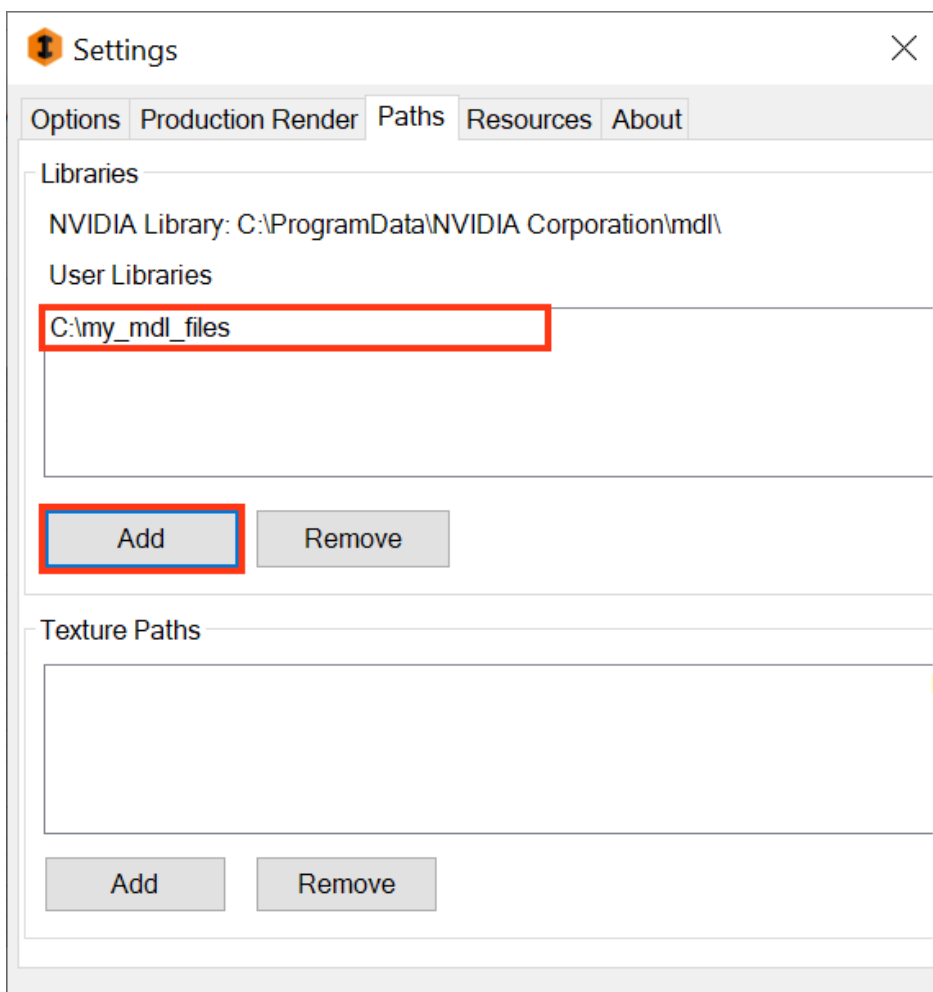 Settings
Options Production Render Paths Resources About
Libraries
NVIDIA Library: C:\ProgramData\NVIDIA Corporation\mdl\
User Libraries
C:\my_mdl_files
Add Remove
Texture Paths
Add Remove